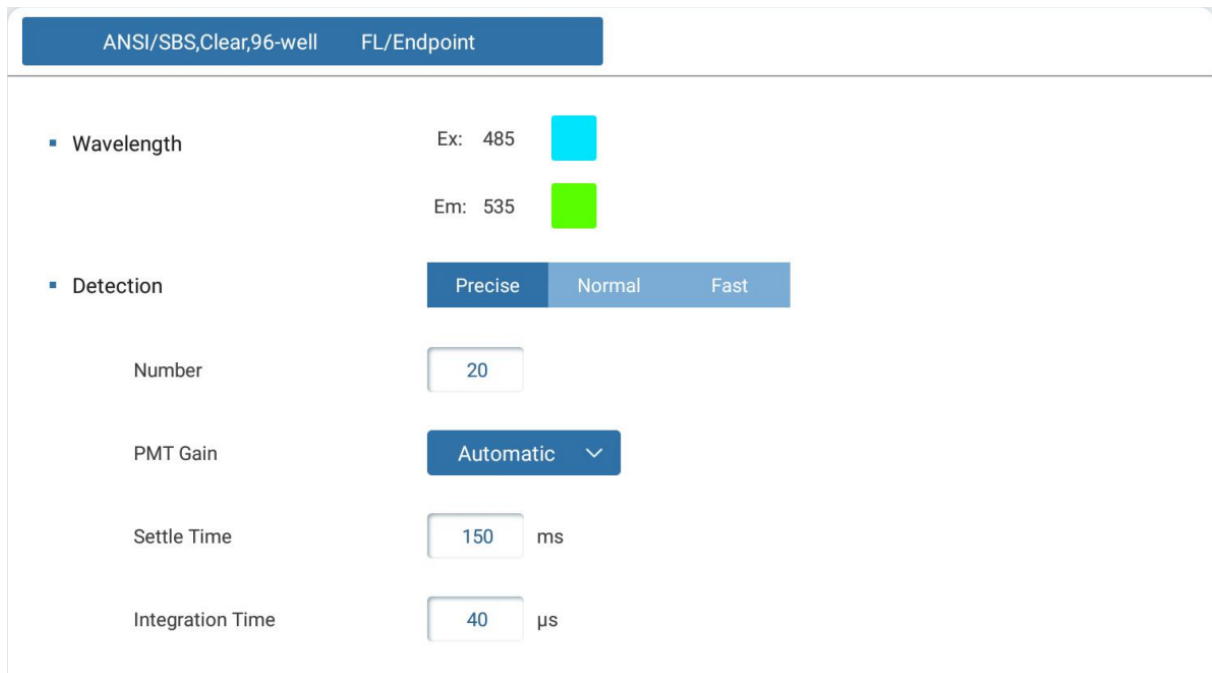 ANSI/SBS,Clear,96-well FL/Endpoint
Wavelength Ex: 485
Em: 535
Detection Precise Normal Fast
Number 20
PMT Gain Automatic
Settle Time 150 ms
Integration Time 40 µs